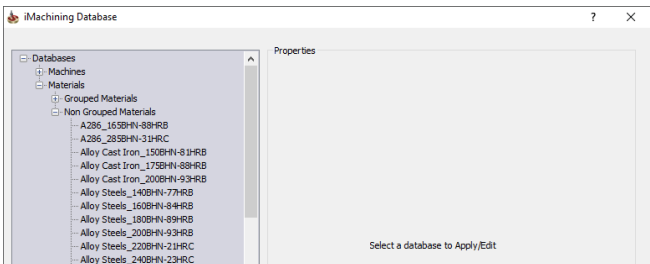 iMachining Database
? X
Properties
Databases
Machines
Materials
Grouped Materials
Non Grouped Materials
A286_165BHN-88HRB
A286_285BHN-31HRC
Alloy Cast Iron_150BHN-81HRB
Alloy Cast Iron_175BHN-88HRB
Alloy Cast Iron_200BHN-93HRB
Alloy Steels_140BHN-77HRB
Alloy Steels_160BHN-84HRB
Alloy Steels_180BHN-89HRB
Alloy Steels_200BHN-93HRB
Alloy Steels_220BHN-21HRC
Alloy Steels_240BHN-23HRC
Select a database to Apply/Edit